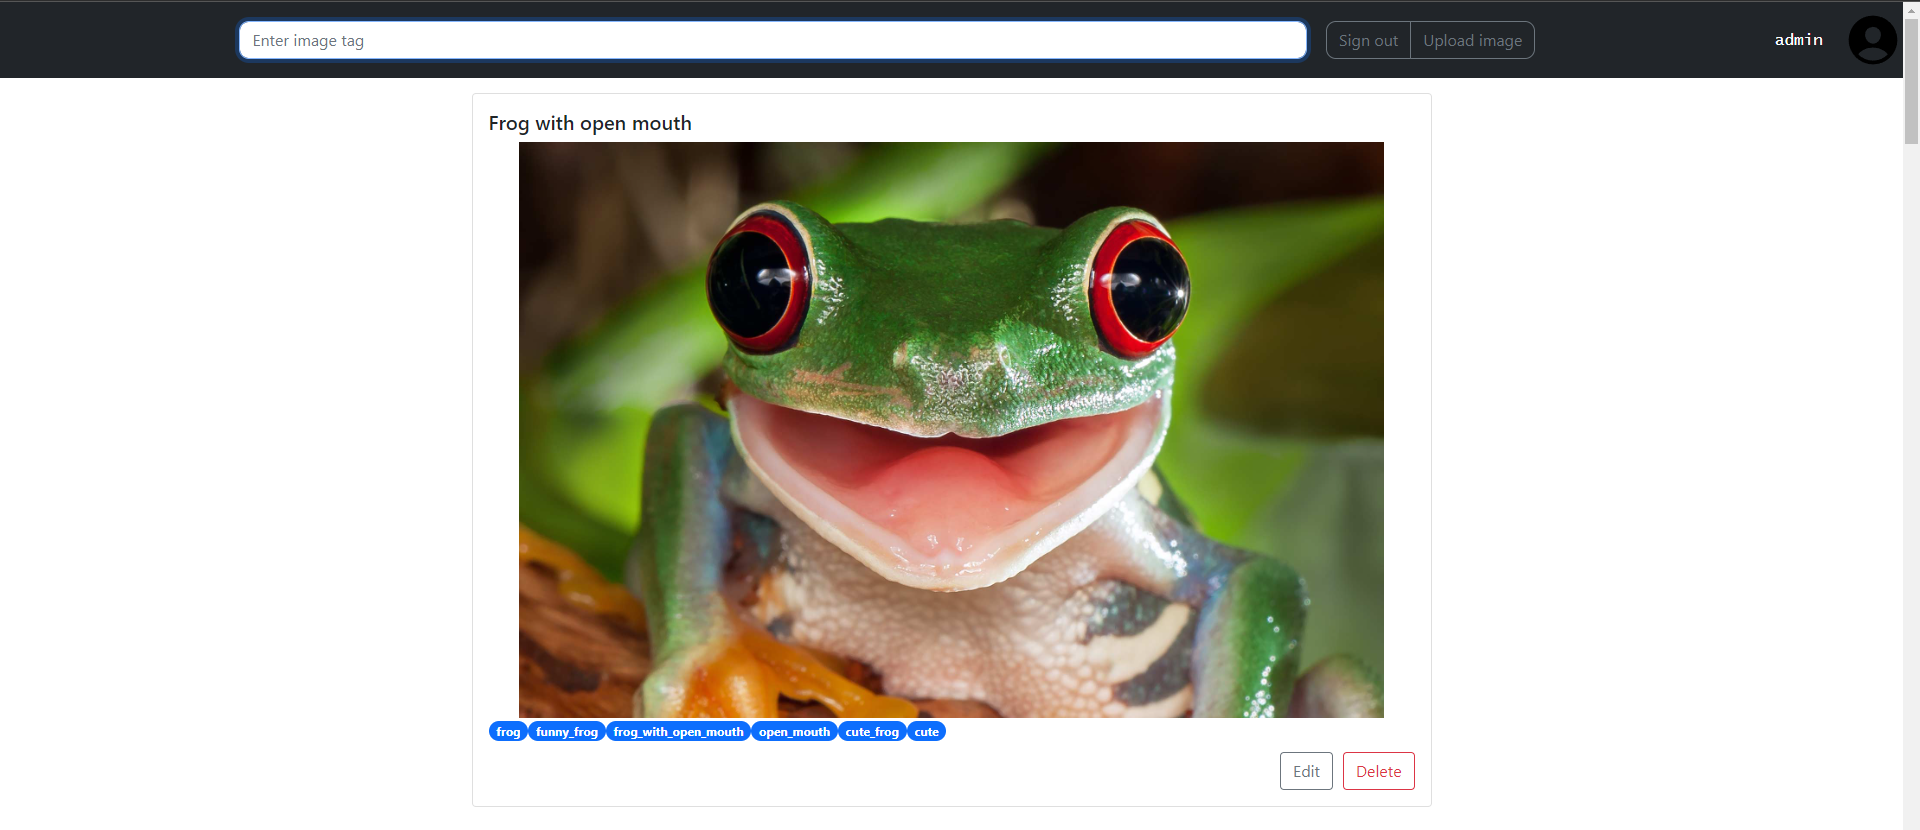 Enter image tag
Sign out
Upload image
admin
Frog with open mouth
frog funny_frog frog_with_open_mouth open_mouth cute_frog cute
Edit
Delete